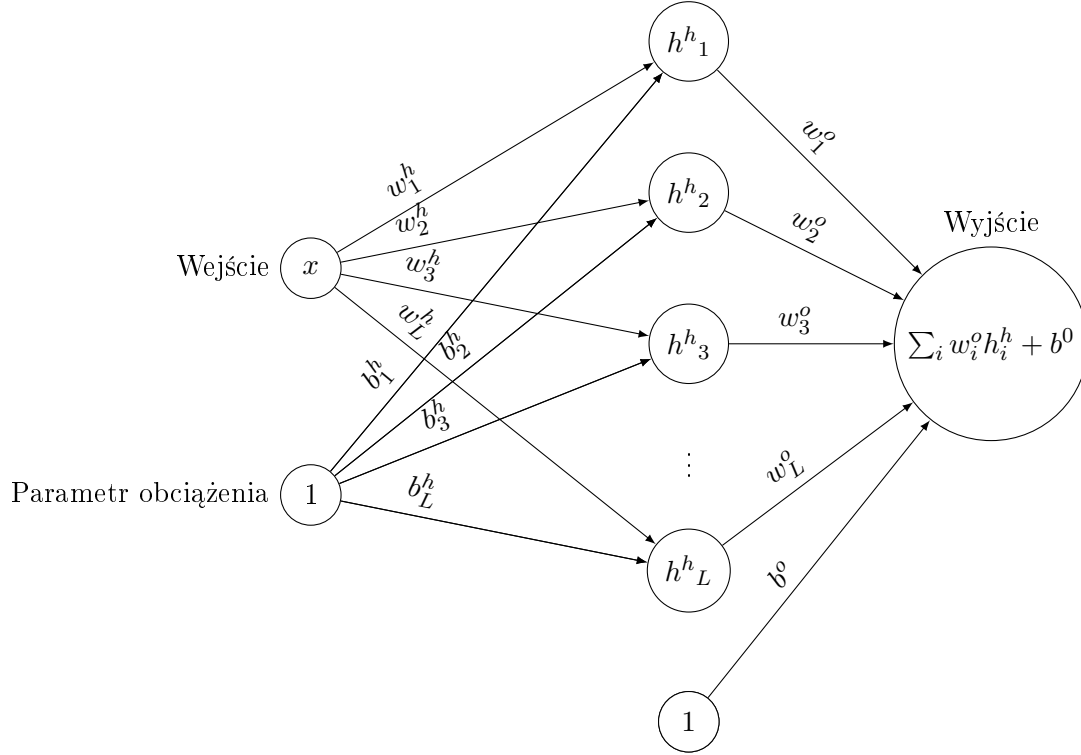 h^h_1
w^o_1
w^h_1
h^h_2
w^o_2
Wyjście
w^h_2
Wejście
x
w^h_3
w^h_L
b^h_2
h^h_3
w^o_3
∑_i w^o_i h^h_i + b^0
b^h_1
b^h_3
⋮
w^o_L
Parametr obciążenia
1
b^h_L
h^h_L
b^o
1